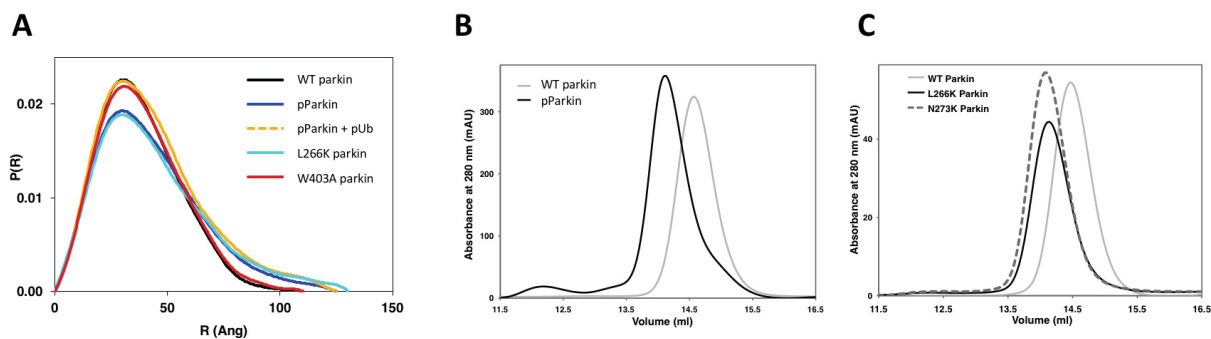 A
WT parkin
pParkin
pParkin + pUb
L266K parkin
W403A parkin
P(R)
0.02
0.01
0.00
0
50
100
150
R (Ang)
B
WT parkin
pParkin
Absorbance at 280 nm (mAU)
300
200
100
0
11.5
12.5
13.5
14.5
15.5
16.5
Volume (ml)
C
WT Parkin
L266K Parkin
N273K Parkin
Absorbance at 280 nm (mAU)
40
20
0
11.5
12.5
13.5
14.5
15.5
16.5
Volume (ml)